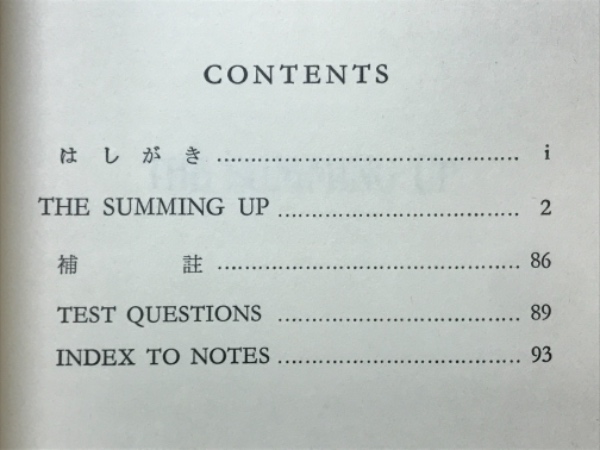 CONTENTS
はしがき ........................................ i
THE SUMMING UP ................................ 2
補註 ........................................ 86
TEST QUESTIONS ................................ 89
INDEX TO NOTES ................................ 93